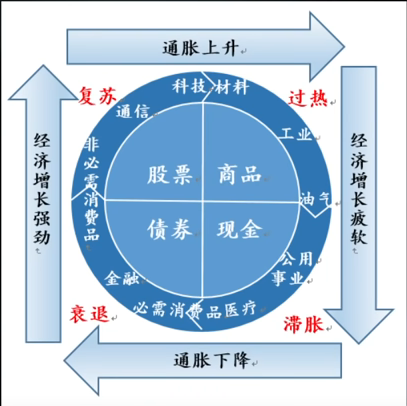 通胀上升
复苏
科技
材料
过热
通信
工业
经济增长强劲
非必需消费品
股票
商品
油气
经济增长疲软
债券
现金
金融
公用
事业
衰退
必需消费品
医疗
滞胀
通胀下降